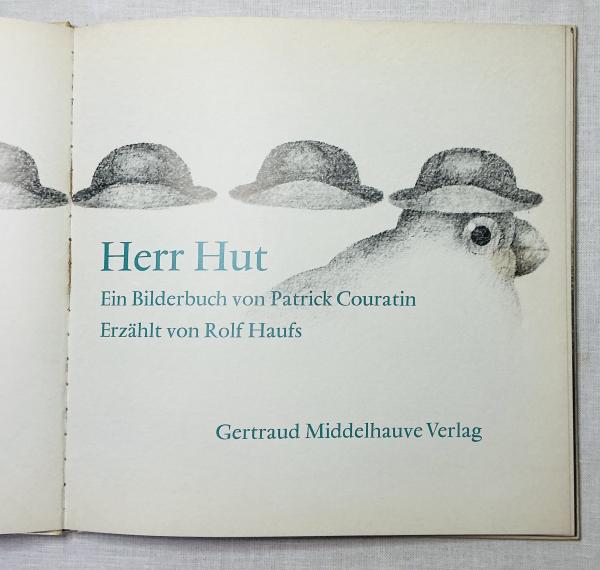 Herr Hut
Ein Bilderbuch von Patrick Couratin
Erzählt von Rolf Haufs
Gertraud Middelhauve Verlag